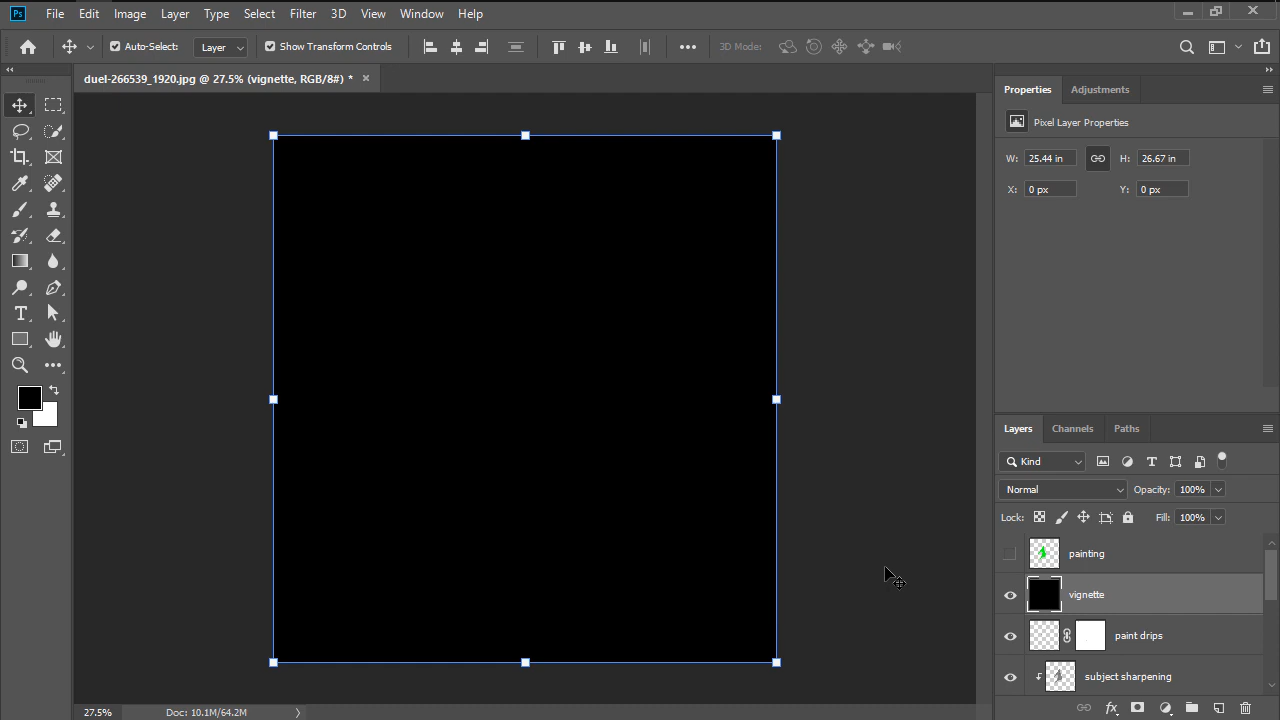 Ps File Edit Image Layer Type Select Filter 3D View Window Help
Auto-Select: Layer Show Transform Controls 3D Mode:
duel-266539_1920.jpg @ 27.5% (vignette, RGB/8#) *
Properties Adjustments
Pixel Layer Properties
W: 25.44 in H: 26.67 in
X: 0 px Y: 0 px
Layers Channels Paths
Kind
Normal Opacity: 100%
Lock: Fill: 100%
painting
vignette
paint drips
subject sharpening
27.5% Doc: 10.1M/64.2M